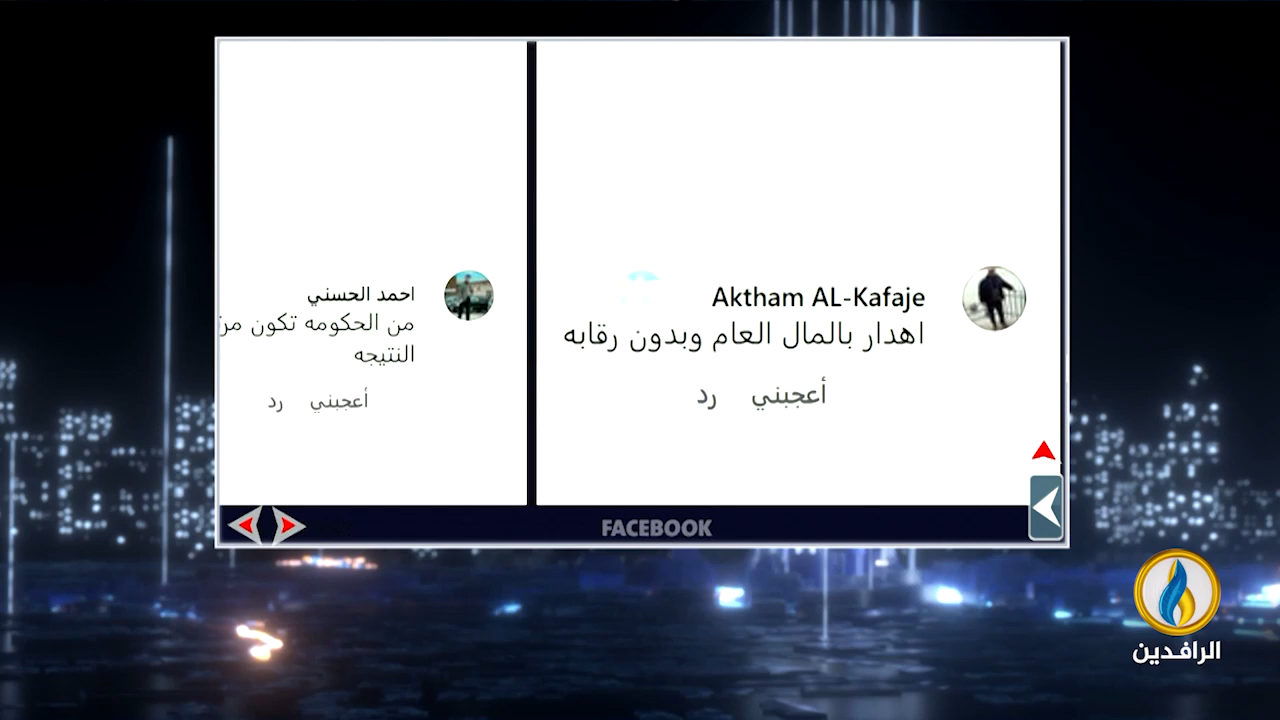 Aktham AL-Kafaje
اهدار بالمال العام وبدون رقابه
أعجبني رد
احمد الحسني
من الحكومه تكون
النتيجه
أعجبني رد
FACEBOOK
الرافدين